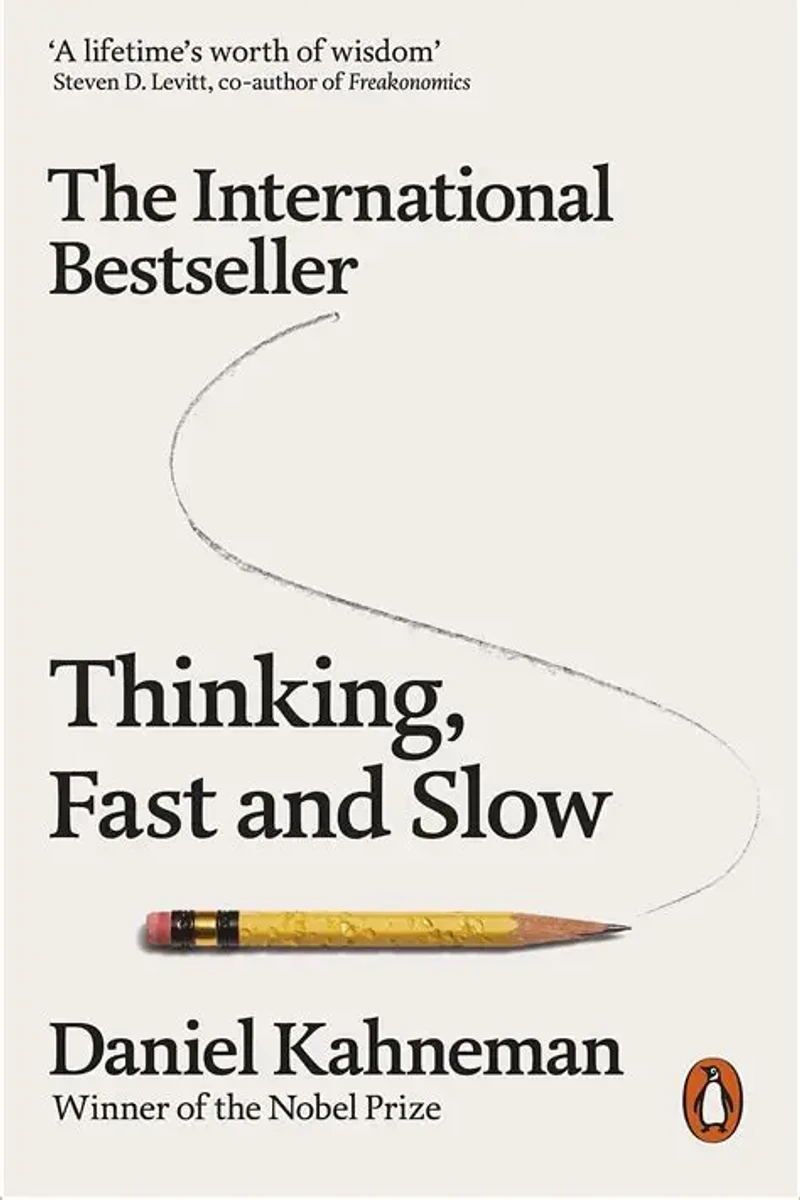 ‘A lifetime’s worth of wisdom’
Steven D. Levitt, co-author of Freakonomics
The International
Bestseller
Thinking,
Fast and Slow
Daniel Kahneman
Winner of the Nobel Prize